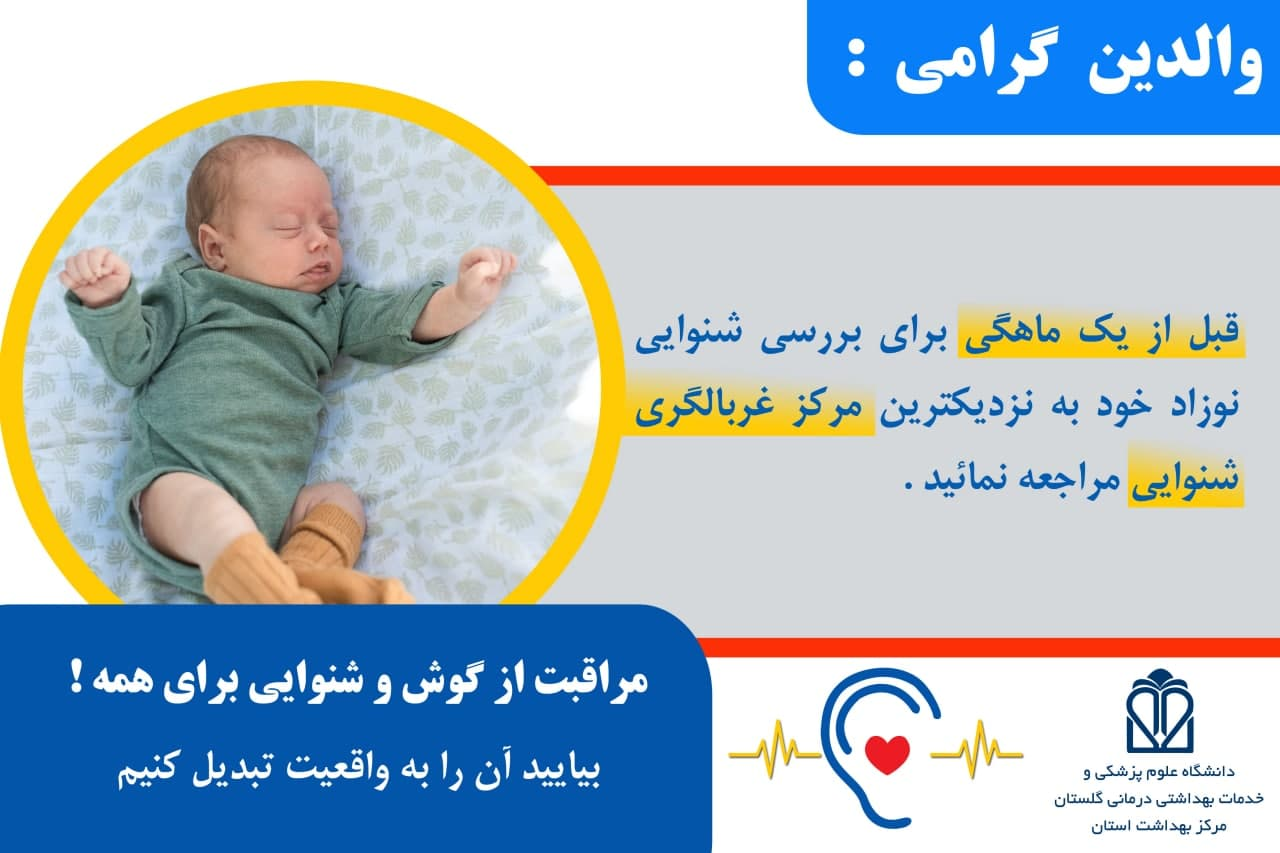 والدین گرامی :
قبل از یک ماهگی برای بررسی شنوایی
نوزاد خود به نزدیکترین مرکز غربالگری
شنوایی مراجعه نمائید .
مراقبت از گوش و شنوایی برای همه !
بیایید آن را به واقعیت تبدیل کنیم
دانشگاه علوم پزشکی و
خدمات بهداشتی درمانی گلستان
مرکز بهداشت استان